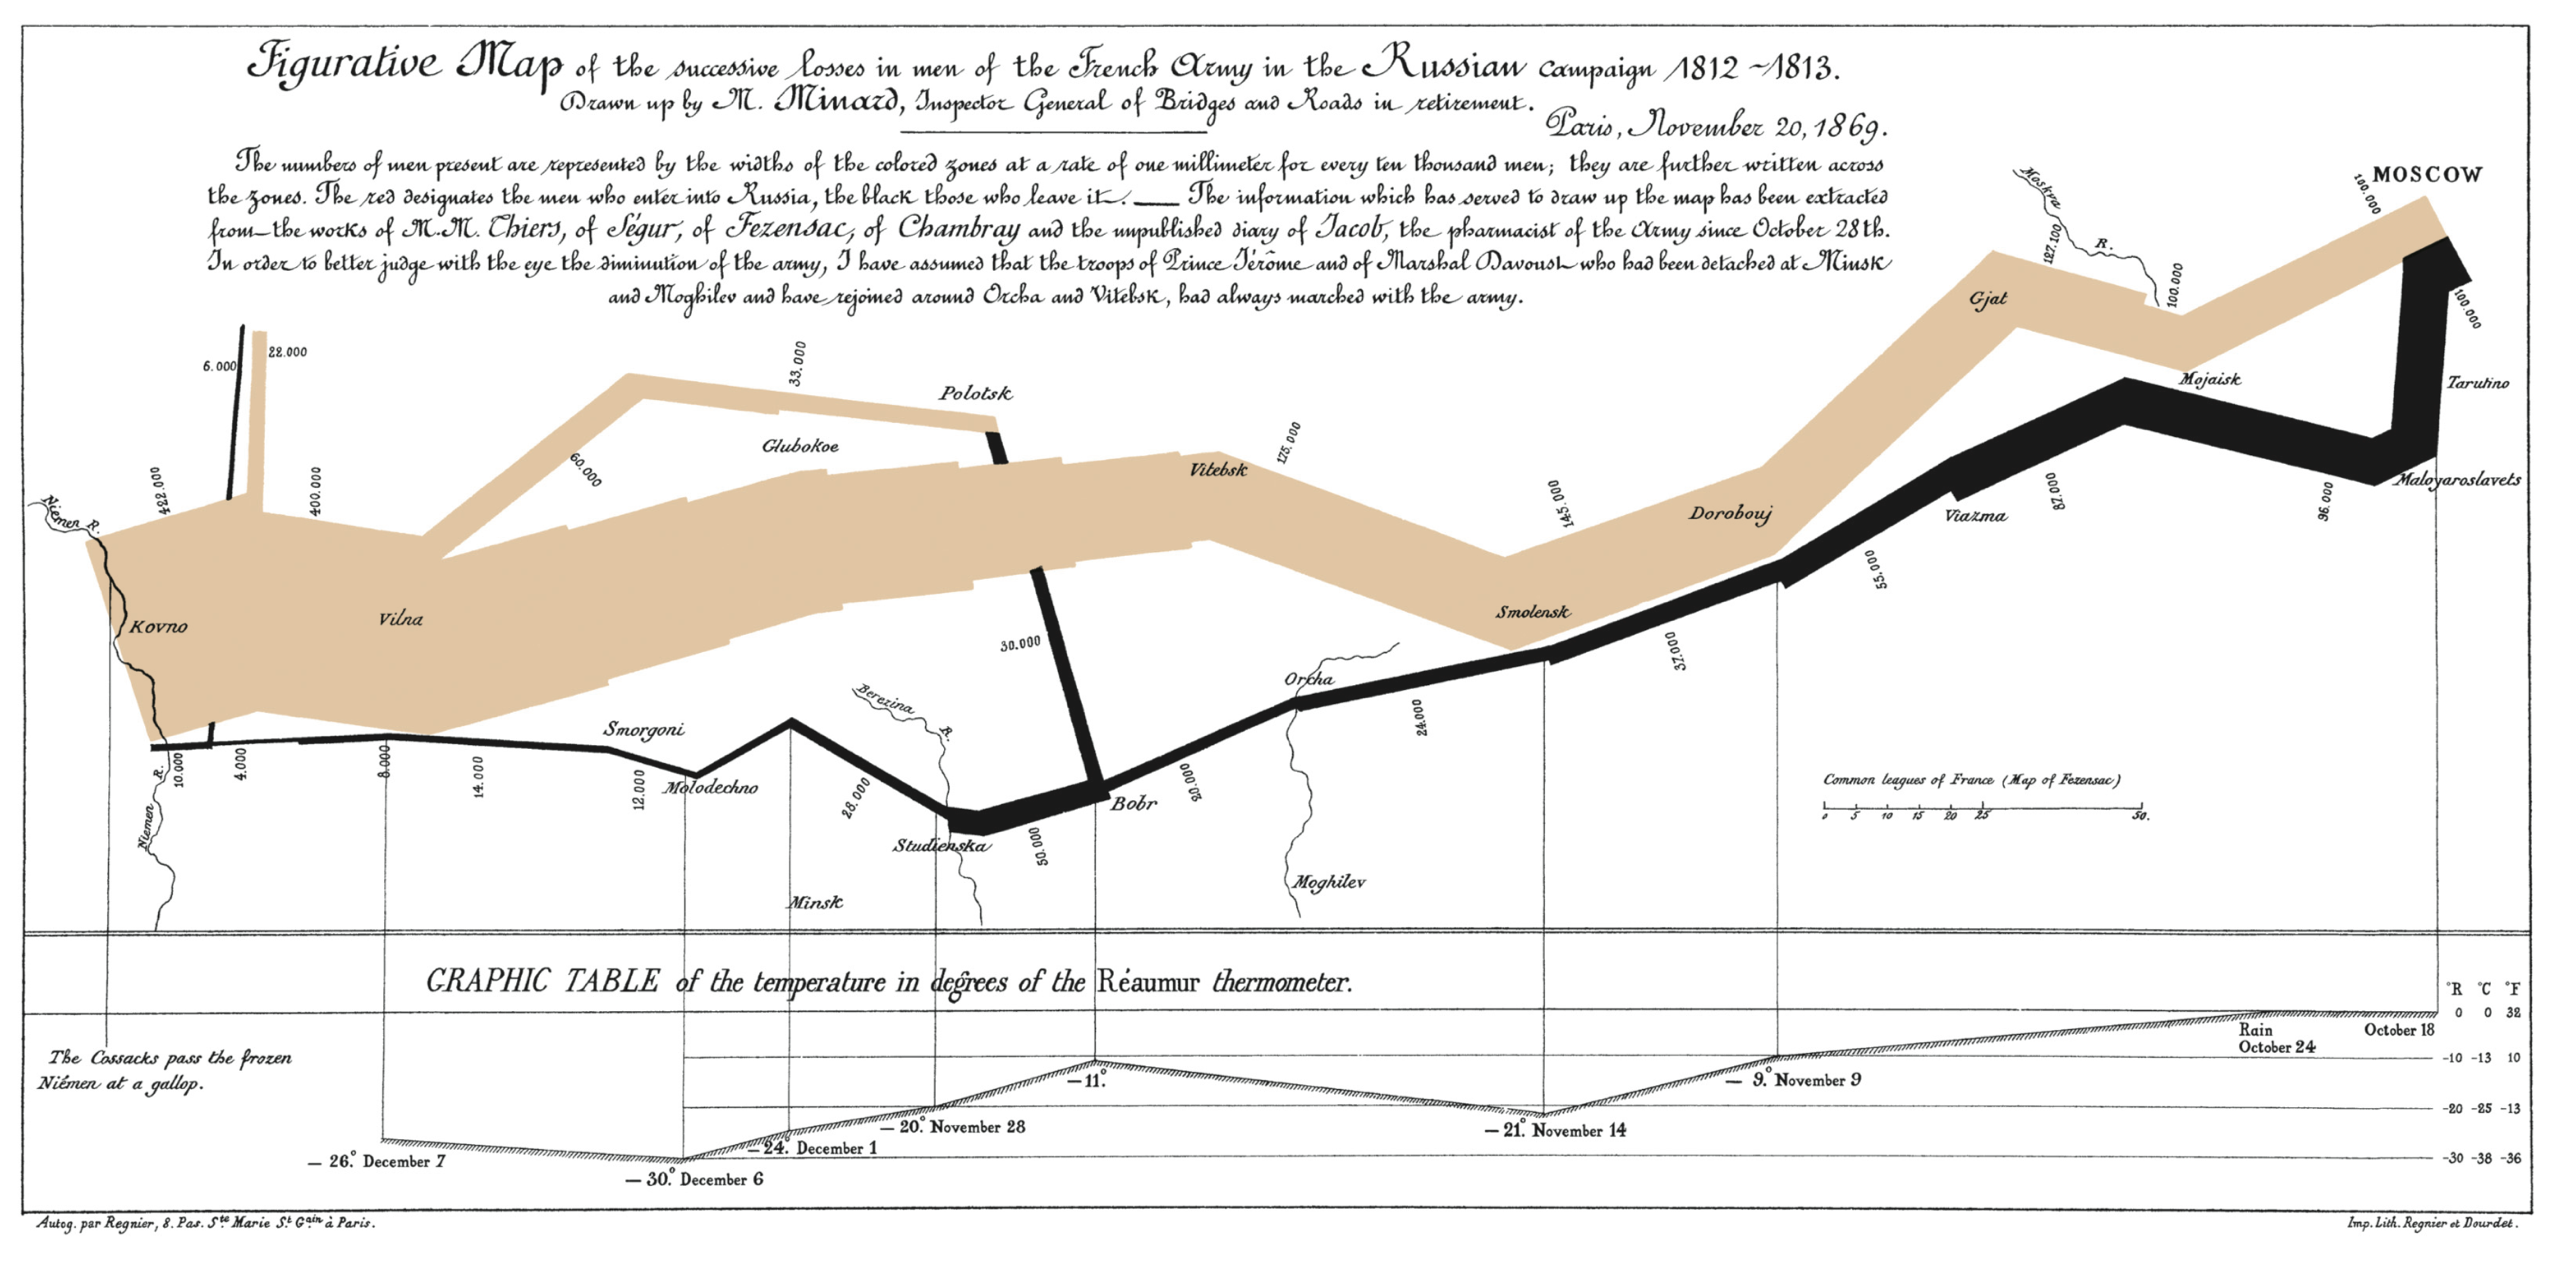 Figurative Map of the successive losses in men of the French Army in the Russian campaign 1812~1813.
Drawn up by M. Minard, Inspector General of Bridges and Roads in retirement.
Paris, November 20, 1869.
The numbers of men present are represented by the widths of the colored zones at a rate of one millimeter for every ten thousand men; they are further written across
the zones. The red designates the men who enter into Russia, the black those who leave it. — The information which has served to draw up the map has been extracted
from the works of M.M. Thiers, of Ségur, of Fezensac, of Chambray and the unpublished diary of Jacob, the pharmacist of the Army since October 28th.
In order to better judge with the eye the diminution of the army, I have assumed that the troops of Prince Jérôme and of Marshal Davoust who had been detached at Minsk
and Moghilev and have rejoined around Orcha and Vitebsk, had always marched with the army.
MOSCOW
100.000
Moskva R.
127.100
100.000
100.000
Gjat
Mojaisk
Tarutino
Maloyaroslavets
96.000
82.000
Viazma
55.000
6.000
22.000
33.000
Polotsk
Glubokoe
60.000
422.000
400.000
Niemen R.
Vitebsk
175.000
145.000
Dorobouj
Kovno
Vilna
Smolensk
37.000
30.000
Orcha
24.000
Berezina R.
Smorgoni
Molodechno
Niemen R.
10.000
4.000
8.000
14.000
12.000
28.000
Studienska
50.000
Bobr
20.000
Minsk
Moghilev
Common leagues of France (Map of Fezensac)
0 5 10 15 20 25 50.
GRAPHIC TABLE of the temperature in degrees of the Réaumur thermometer.
°R °C °F
0 0 32
-10 -13 10
-20 -25 -13
-30 -38 -36
The Cossacks pass the frozen
Niémen at a gallop.
— 26.° December 7
— 30.° December 6
— 24.° December 1
— 20.° November 28
— 11.°
— 21.° November 14
— 9.° November 9
Rain
October 24
October 18
Autog. par Regnier, 8. Pas. Ste Marie St Gain à Paris.
Imp. Lith. Regnier et Dourdet.